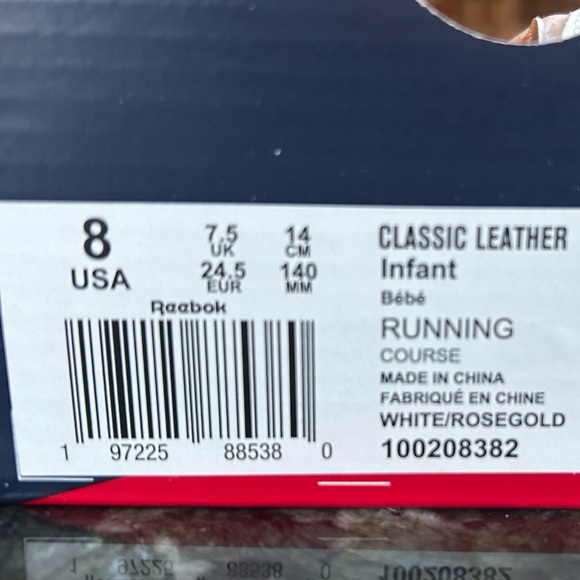 8
USA
7.5
UK
24.5
EUR
14
CM
140
MM
Reebok
1 97225 88538 0
CLASSIC LEATHER
Infant
Bébé
RUNNING
COURSE
MADE IN CHINA
FABRIQUÉ EN CHINE
WHITE/ROSEGOLD
100208382